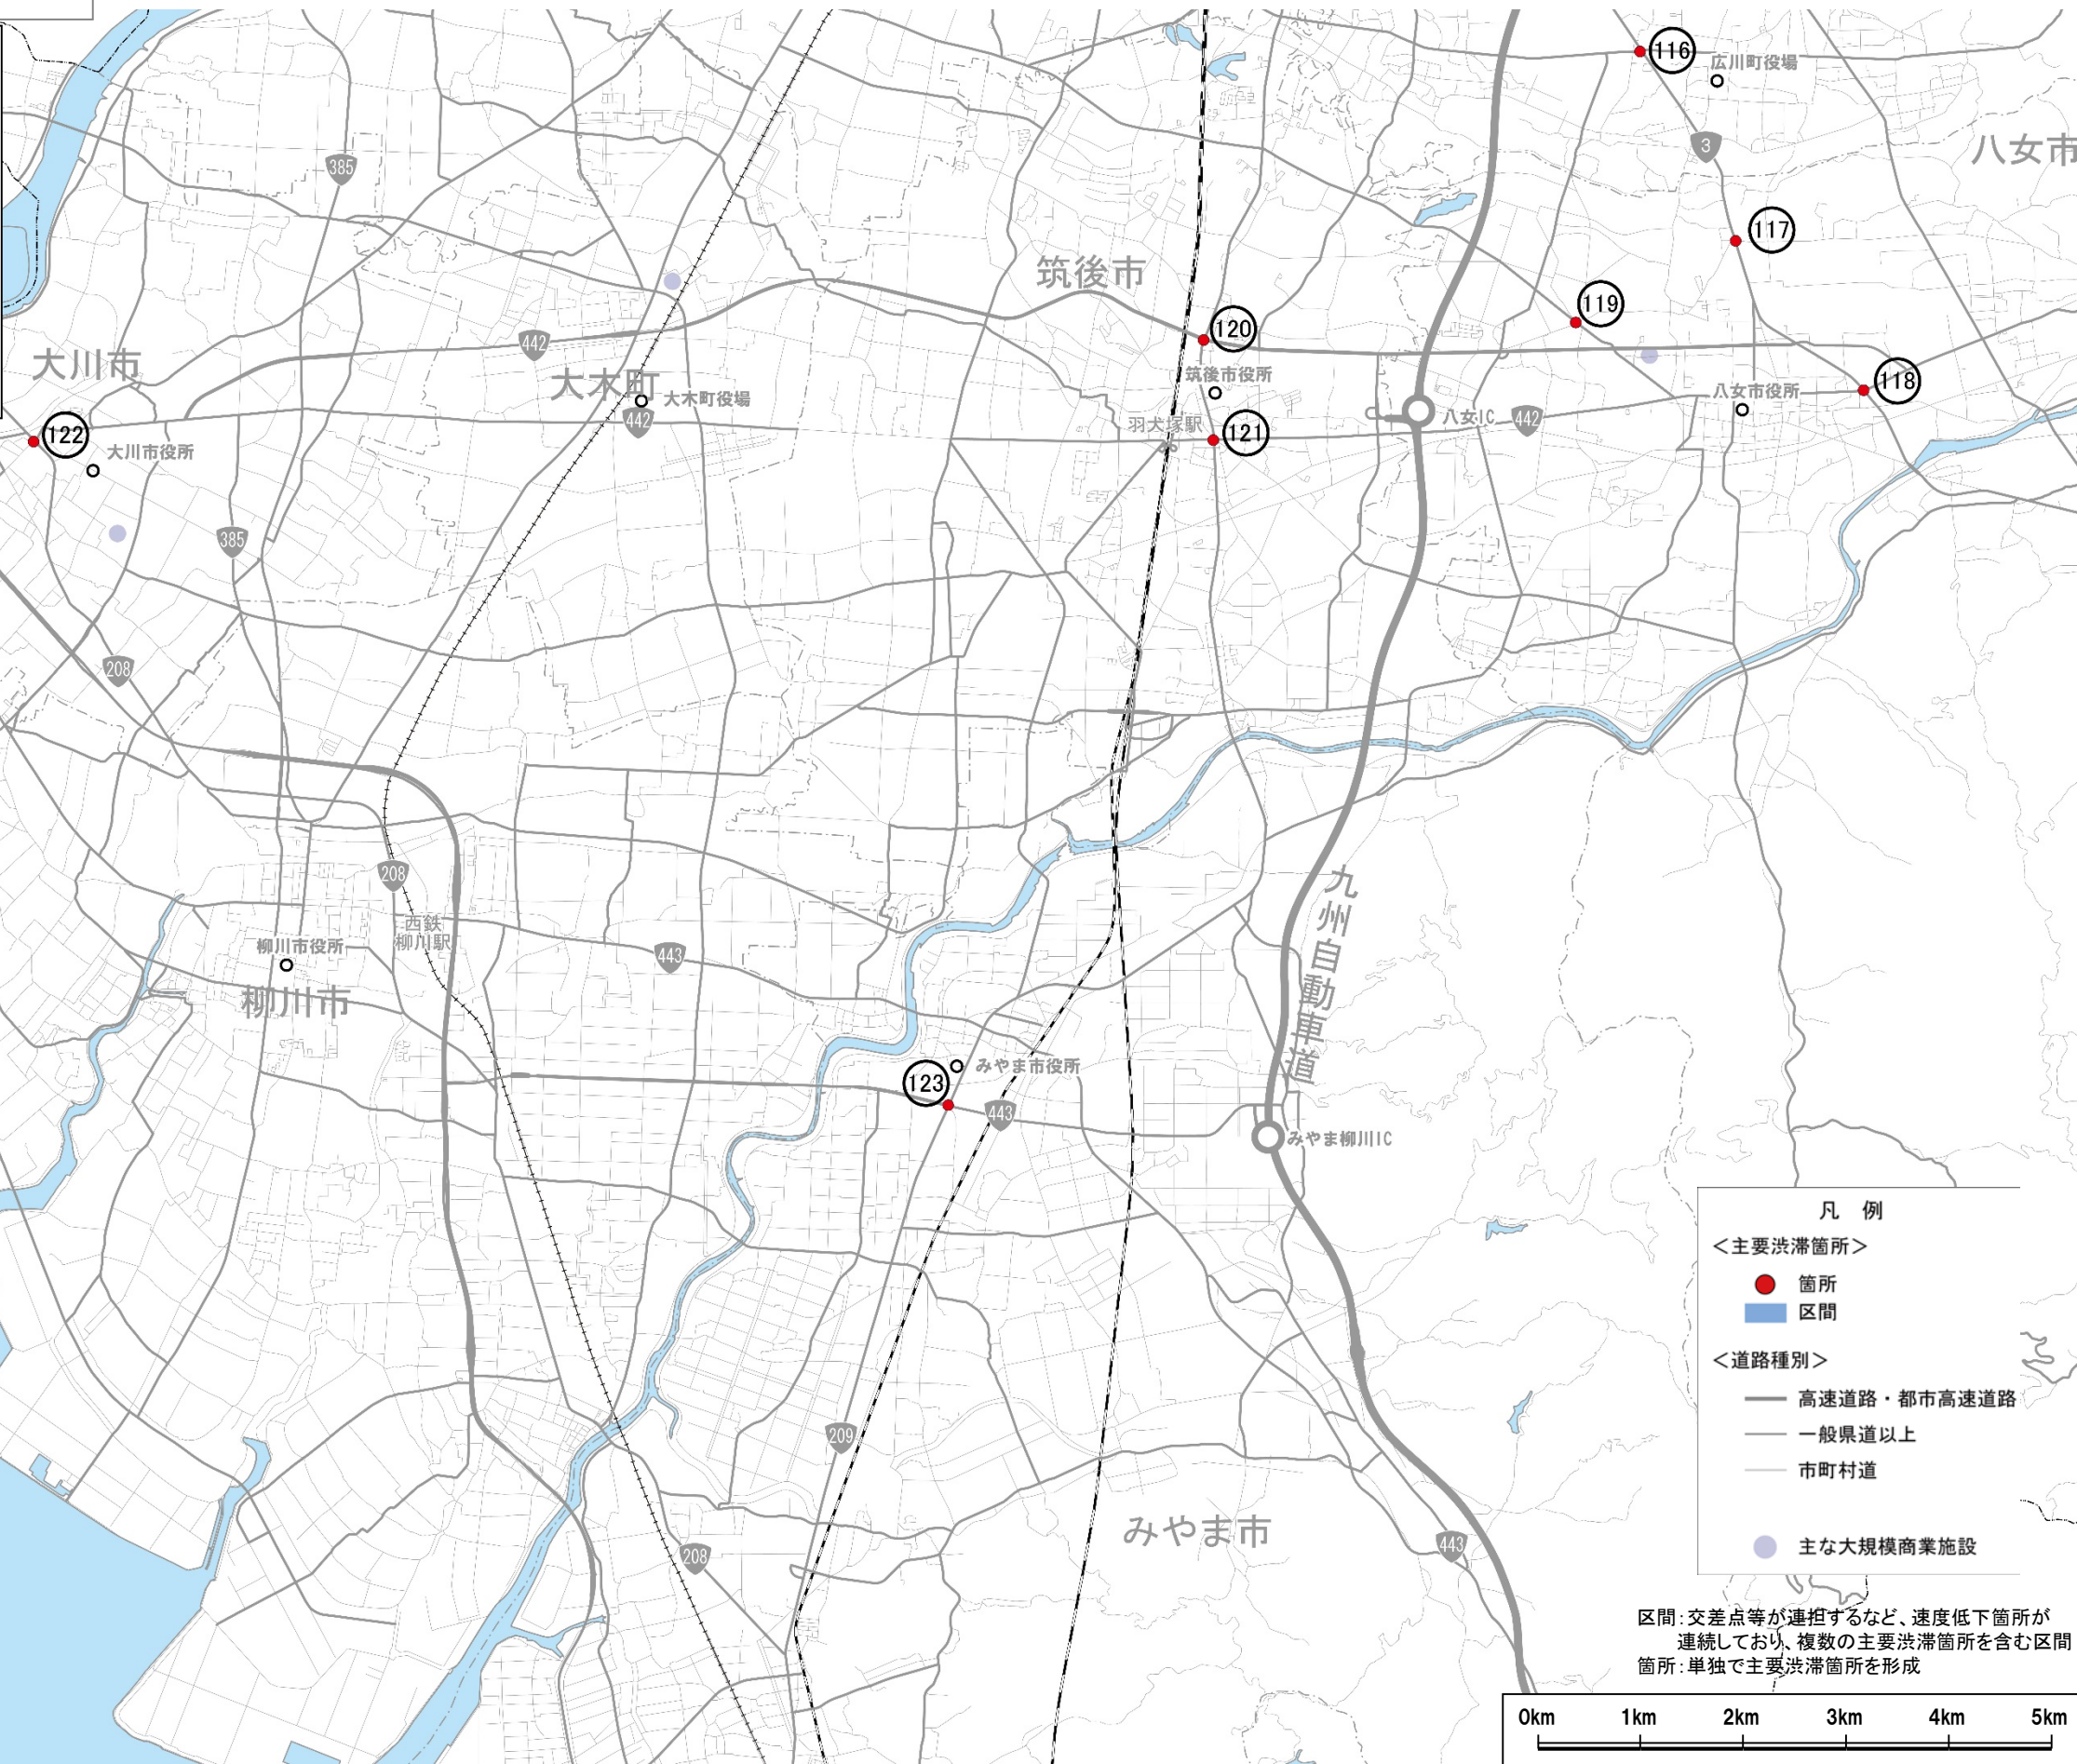 116
広川町役場
3
八女市
385
117
筑後市
119
120
442
大川市
筑後市役所
大木町
大木町役場
118
八女市役所
442
羽犬塚駅
121
八女IC
442
122
大川市役所
385
208
九州自動車道
208
西鉄
柳川駅
443
柳川市役所
柳川市
みやま市役所
123
443
みやま柳川IC
凡 例
<主要渋滞箇所>
箇所
区間
<道路種別>
高速道路・都市高速道路
一般県道以上
市町村道
主な大規模商業施設
209
みやま市
443
208
区間:交差点等が連担するなど、速度低下箇所が
連続しており、複数の主要渋滞箇所を含む区間
箇所:単独で主要渋滞箇所を形成
0km 1km 2km 3km 4km 5km